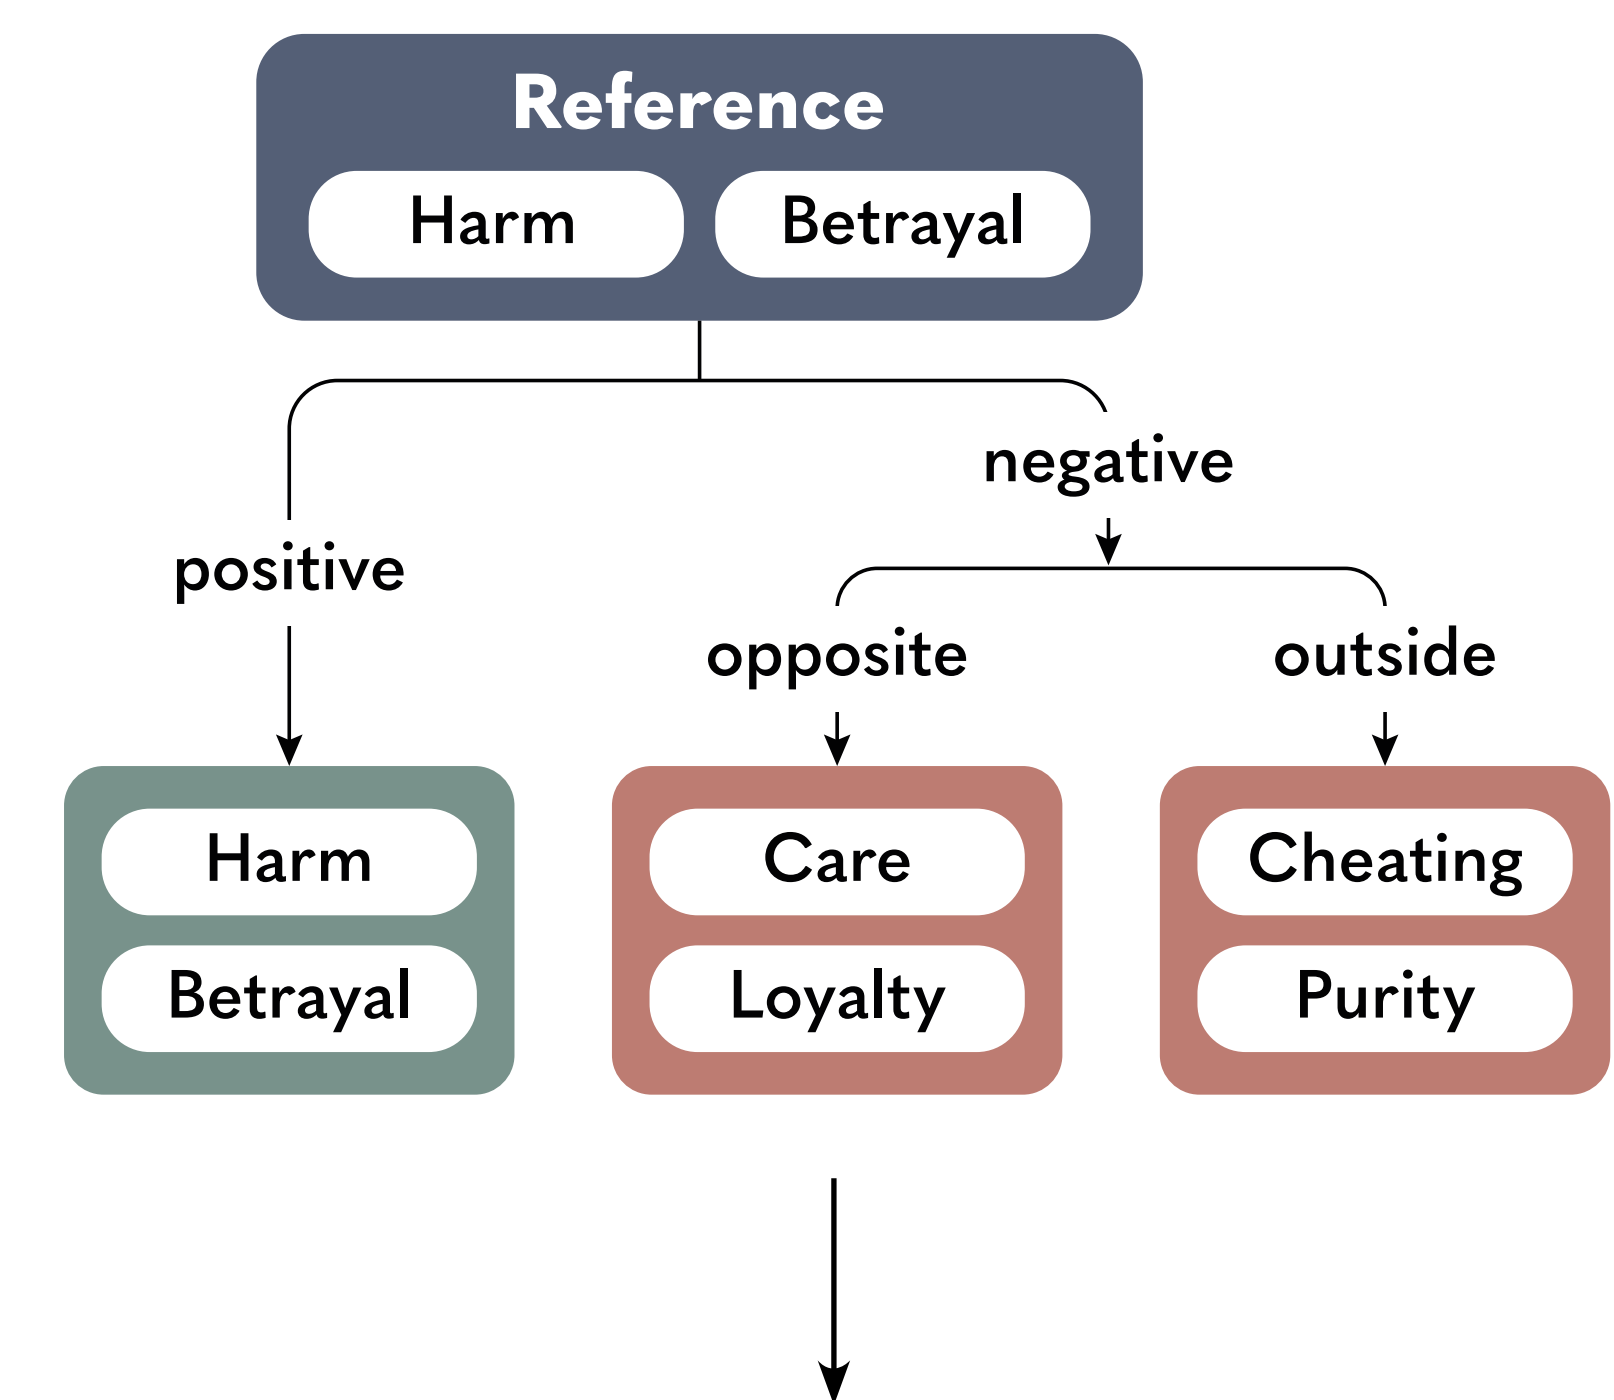 Reference
Harm
Betrayal
negative
positive
opposite
outside
Harm
Care
Cheating
Betrayal
Loyalty
Purity